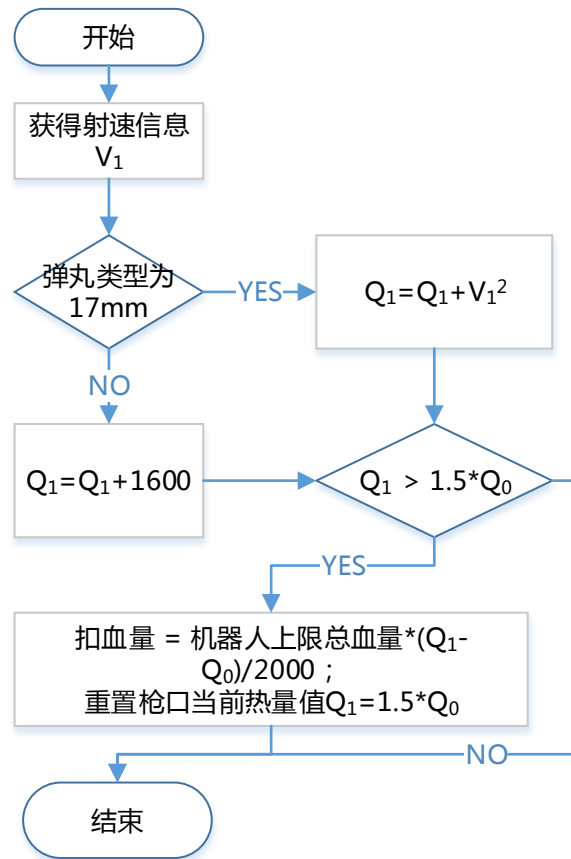 开始
获得射速信息
V₁
弹丸类型为
17mm
YES
Q₁=Q₁+V₁²
NO
Q₁=Q₁+1600
Q₁ > 1.5*Q₀
YES
扣血量 = 机器人上限总血量*(Q₁-
Q₀)/2000 ;
重置枪口当前热量值Q₁=1.5*Q₀
NO
结束